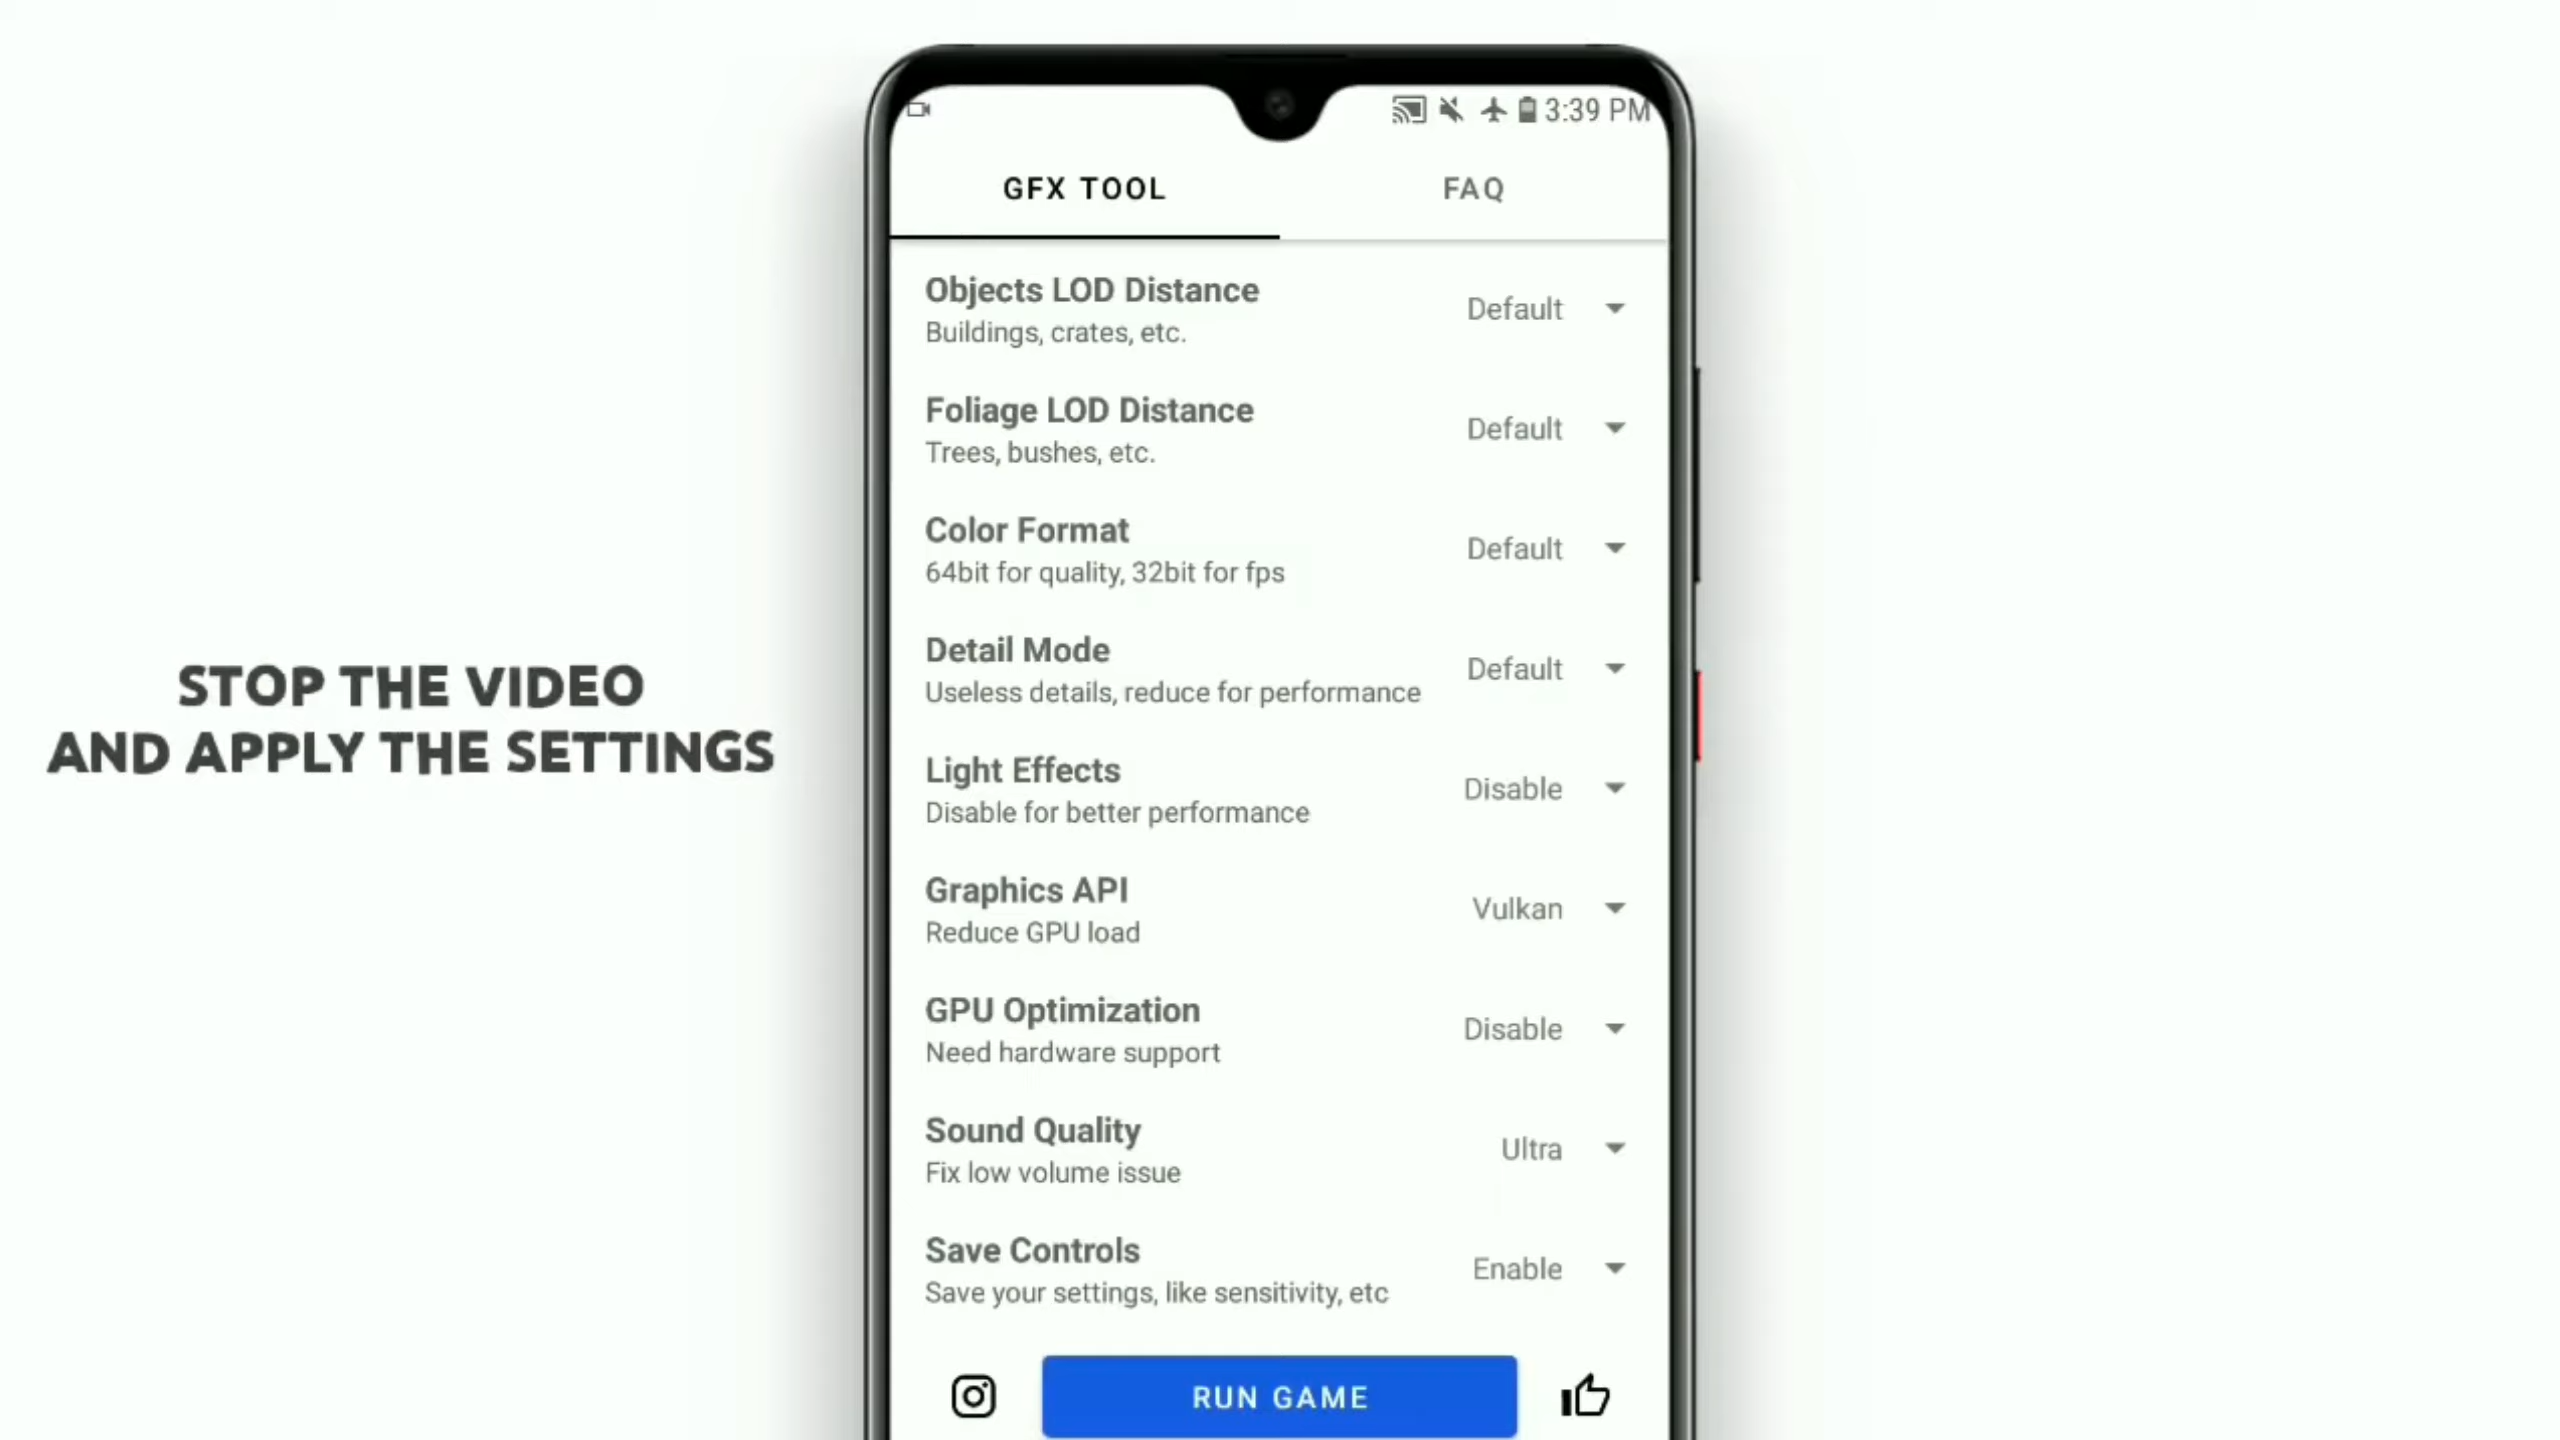 3:39 PM
GFX TOOL
FAQ
Objects LOD Distance
Buildings, crates, etc.
Default
Foliage LOD Distance
Trees, bushes, etc.
Default
Color Format
64bit for quality, 32bit for fps
Default
Detail Mode
Useless details, reduce for performance
Default
STOP THE VIDEO
AND APPLY THE SETTINGS
Light Effects
Disable for better performance
Disable
Graphics API
Reduce GPU load
Vulkan
GPU Optimization
Need hardware support
Disable
Sound Quality
Fix low volume issue
Ultra
Save Controls
Save your settings, like sensitivity, etc
Enable
RUN GAME